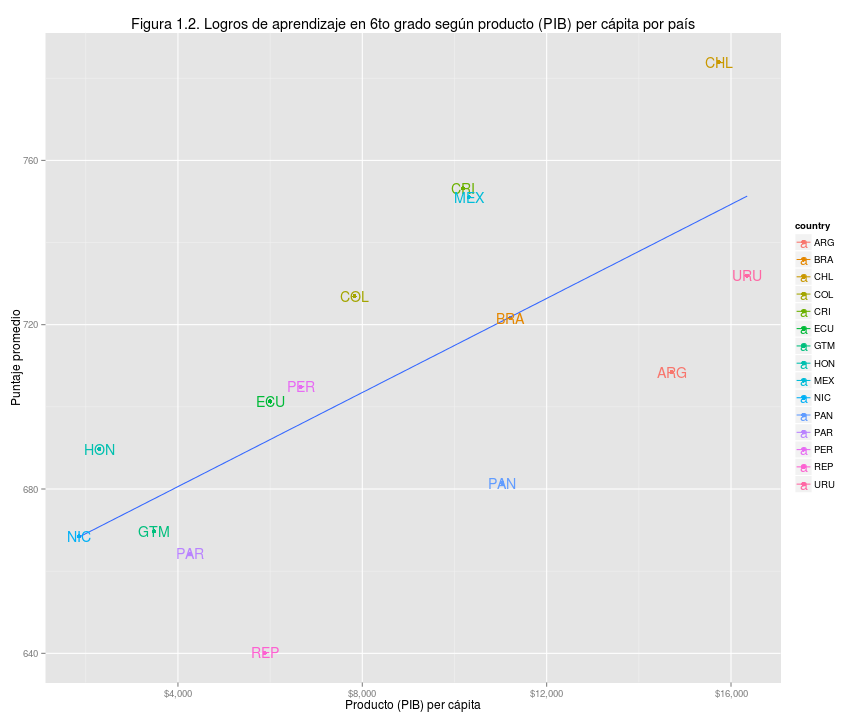 Figura 1.2. Logros de aprendizaje en 6to grado según producto (PIB) per cápita por país
CHL
760
CRI
MEX
URU
COL
720
BRA
Puntaje promedio
ARG
PER
ECU
HON
680
PAN
GTM
NIC
PAR
640
REP
$4,000
$8,000
$12,000
$16,000
Producto (PIB) per cápita
country
a ARG
a BRA
a CHL
a COL
a CRI
a ECU
a GTM
a HON
a MEX
a NIC
a PAN
a PAR
a PER
a REP
a URU